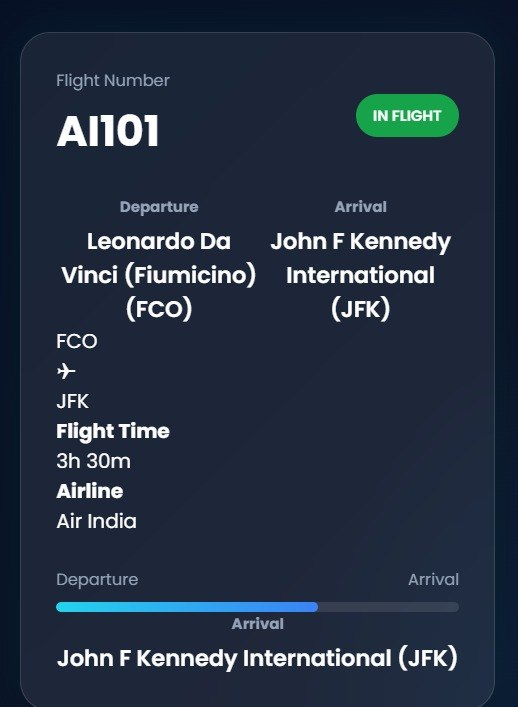 Flight Number
AI101
IN FLIGHT
Departure
Leonardo Da
Vinci (Fiumicino)
(FCO)
Arrival
John F Kennedy
International
(JFK)
FCO
✈
JFK
Flight Time
3h 30m
Airline
Air India
Departure
Arrival
Arrival
John F Kennedy International (JFK)